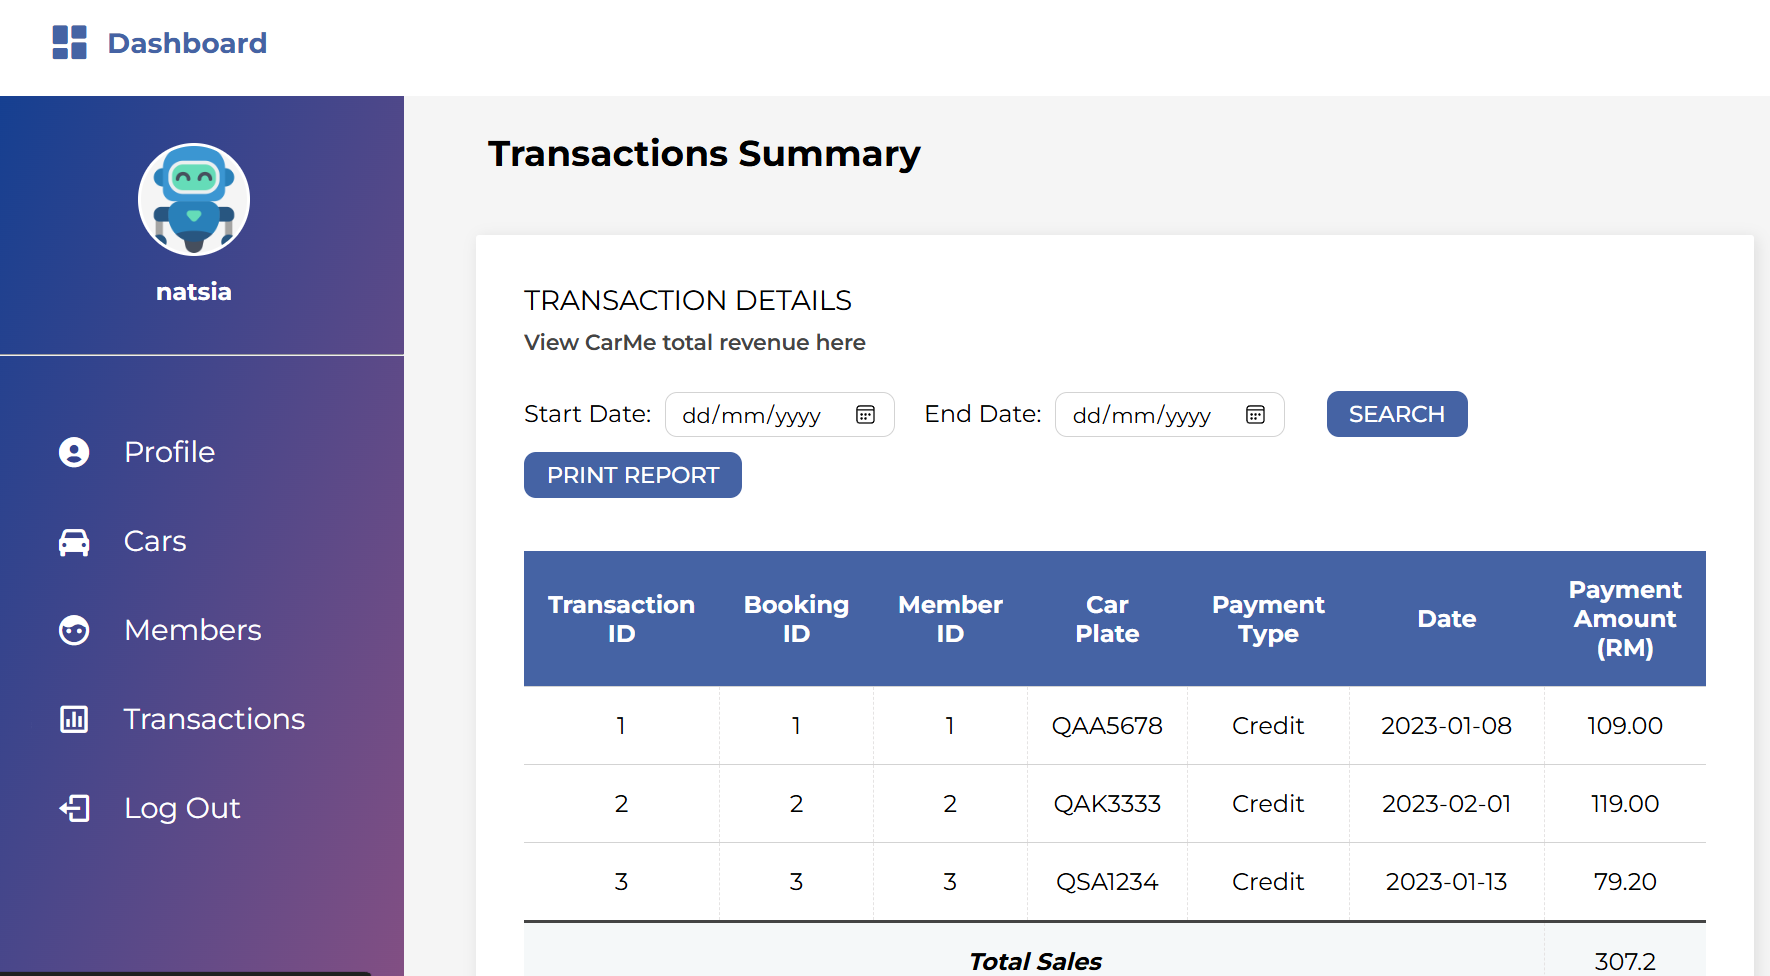 Dashboard
natsia
Profile
Cars
Members
Transactions
Log Out
Transactions Summary
TRANSACTION DETAILS
View CarMe total revenue here
Start Date: dd/mm/yyyy End Date: dd/mm/yyyy SEARCH
PRINT REPORT
Transaction ID Booking ID Member ID Car Plate Payment Type Date Payment Amount (RM)
1 1 1 QAA5678 Credit 2023-01-08 109.00
2 2 2 QAK3333 Credit 2023-02-01 119.00
3 3 3 QSA1234 Credit 2023-01-13 79.20
Total Sales 307.2